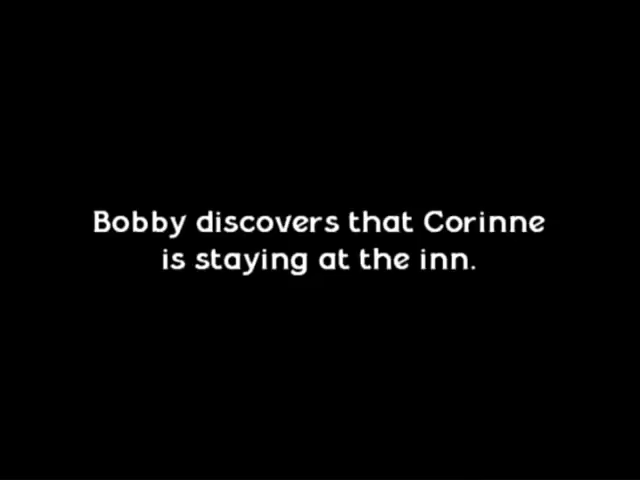 Bobby discovers that Corinne
is staying at the inn.